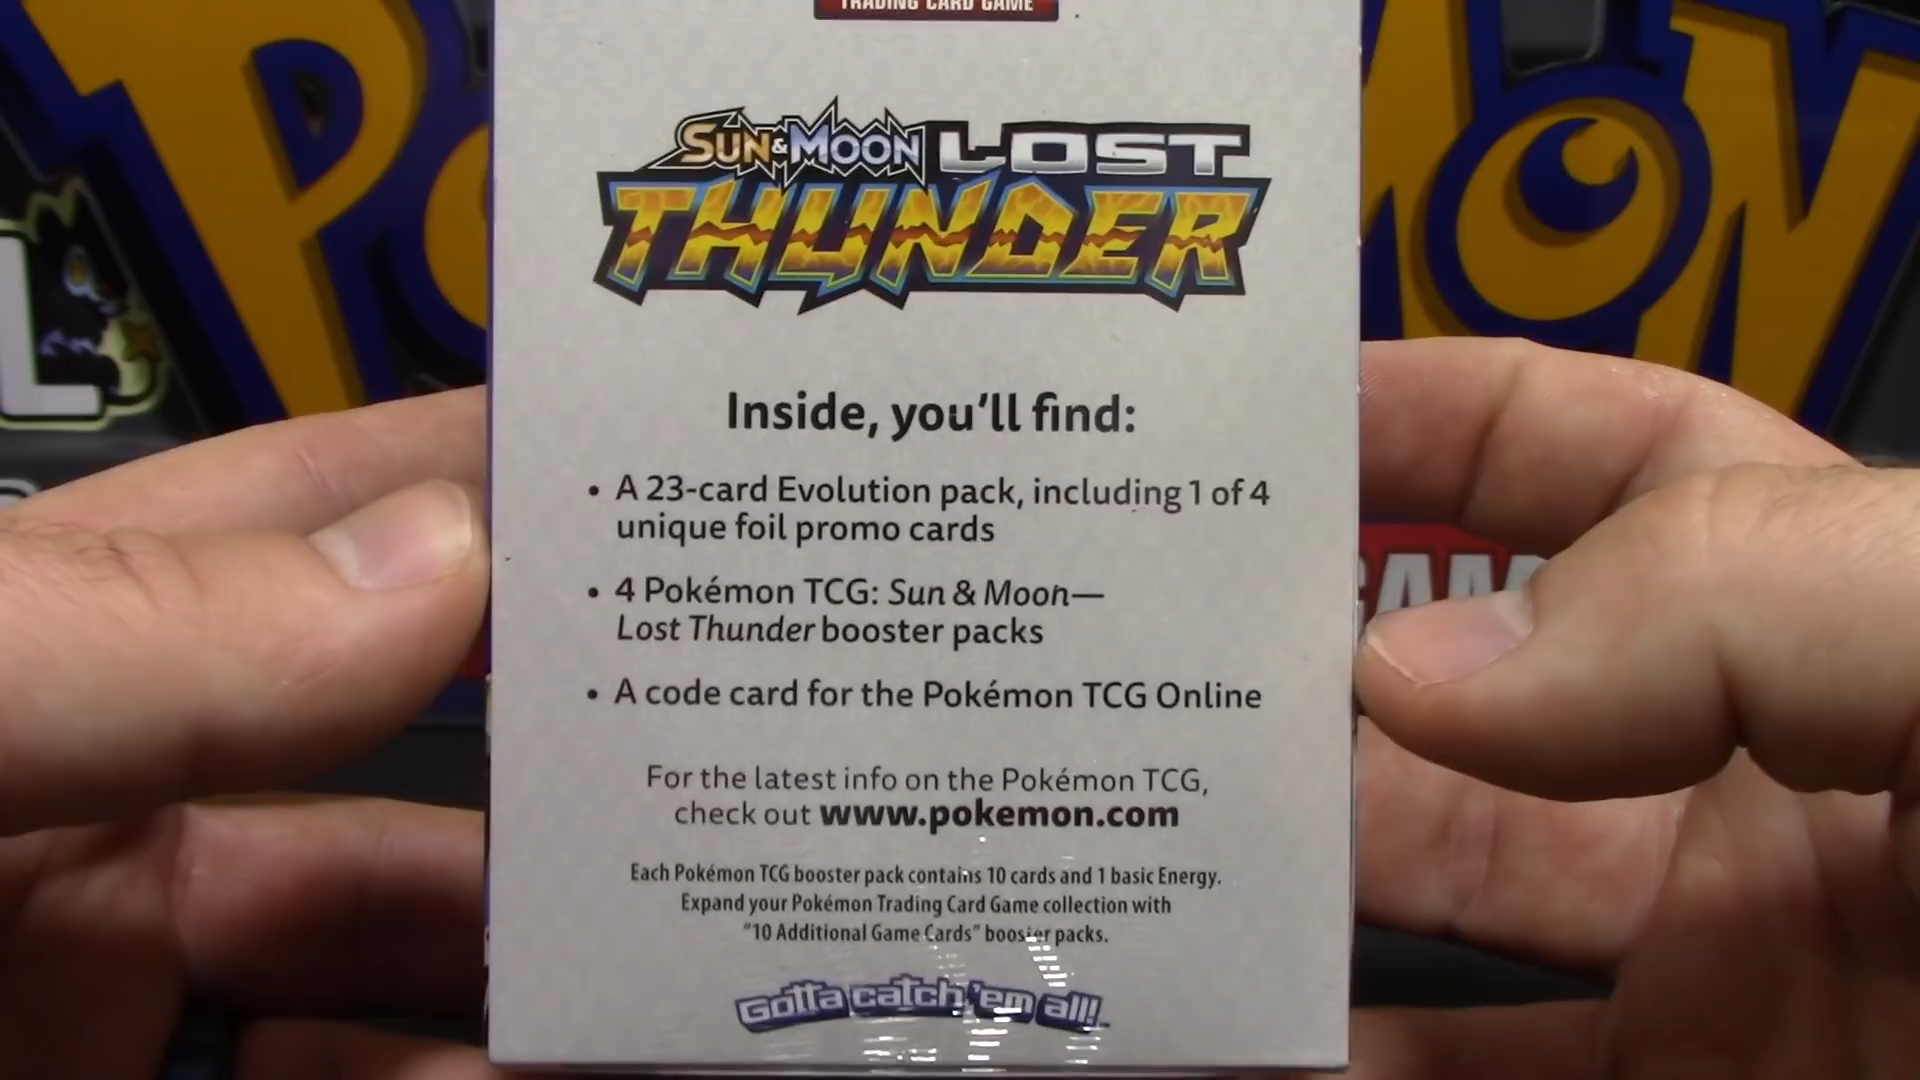 TRADING CARD GAME
SUN & MOON LOST
THUNDER
Inside, you'll find:
• A 23-card Evolution pack, including 1 of 4
unique foil promo cards
• 4 Pokémon TCG: Sun & Moon—
Lost Thunder booster packs
• A code card for the Pokémon TCG Online
For the latest info on the Pokémon TCG,
check out www.pokemon.com
Each Pokémon TCG booster pack contains 10 cards and 1 basic Energy.
Expand your Pokémon Trading Card Game collection with
"10 Additional Game Cards" booster packs.
Gotta catch 'em all!